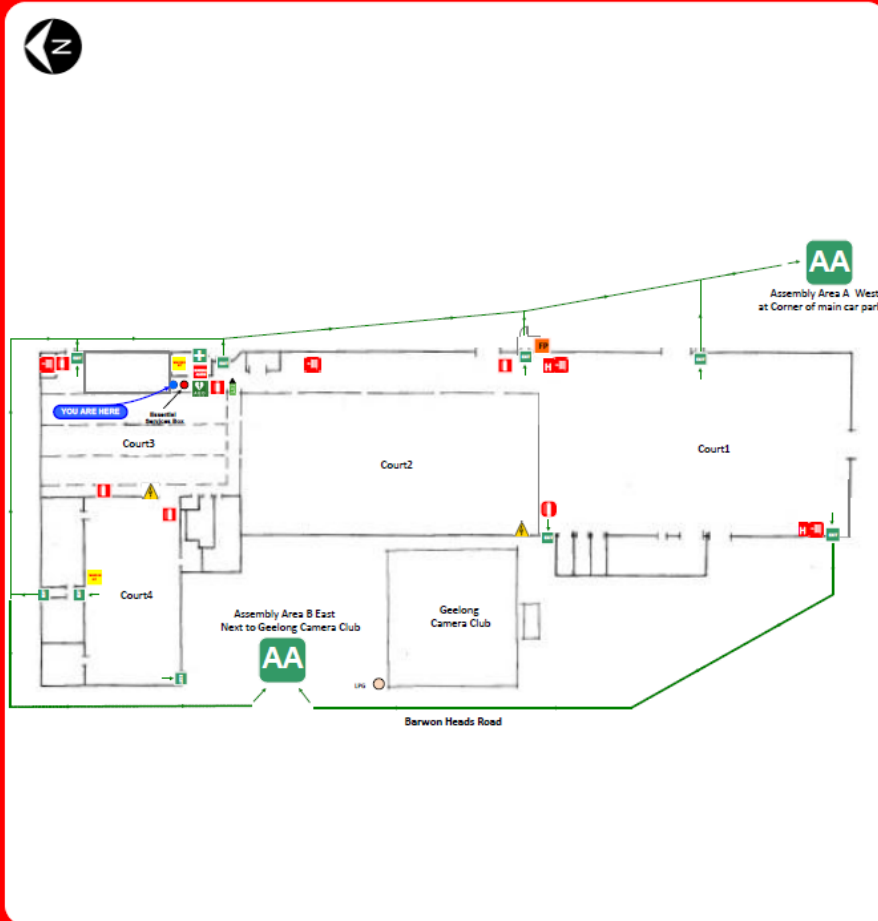 N
AA
Assembly Area A West
at Corner of main car park
FP
H
YOU ARE HERE
Essential
Services Box
Court3
Court2
Court1
H
Court4
Assembly Area B East
Next to Geelong Camera Club
AA
Geelong
Camera Club
LPG
Barwon Heads Road